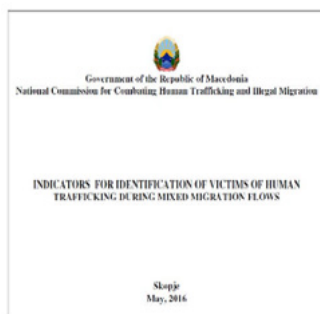 Government of the Republic of Macedonia
National Commission for Combating Human Trafficking and Illegal Migration
INDICATORS FOR IDENTIFICATION OF VICTIMS OF HUMAN
TRAFFICKING DURING MIXED MIGRATION FLOWS
Skopje
May, 2016